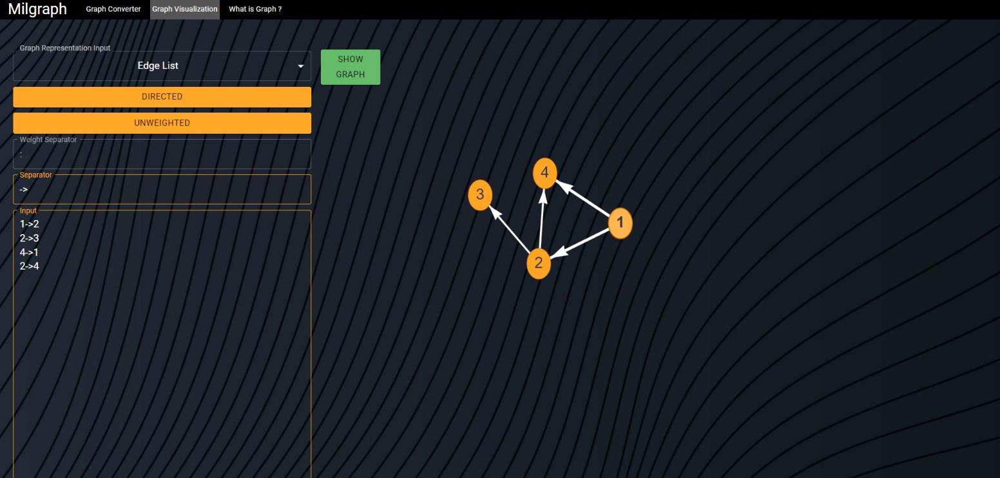 Milgraph
Graph Converter
Graph Visualization
What is Graph ?
Graph Representation Input
Edge List
SHOW
GRAPH
DIRECTED
UNWEIGHTED
Weight Separator
:
Separator
->
Input
1->2
2->3
4->1
2->4
4
3
1
2